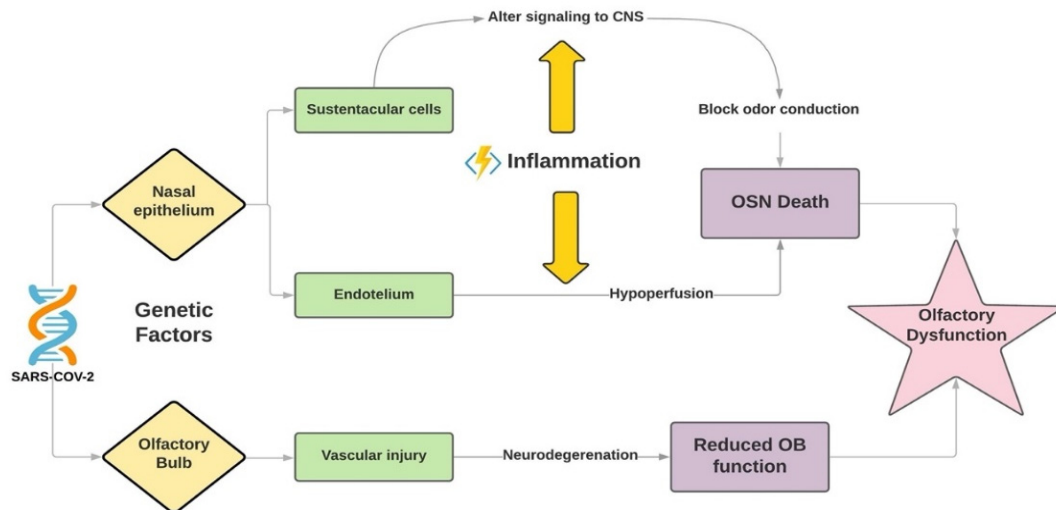 Alter signaling to CNS
Sustentacular cells
Block odor conduction
Inflammation
Nasal
epithelium
OSN Death
Endotelium
Hypoperfusion
Genetic
Factors
Olfactory
Dysfunction
SARS-COV-2
Olfactory
Bulb
Vascular injury
Neurodegerenation
Reduced OB
function